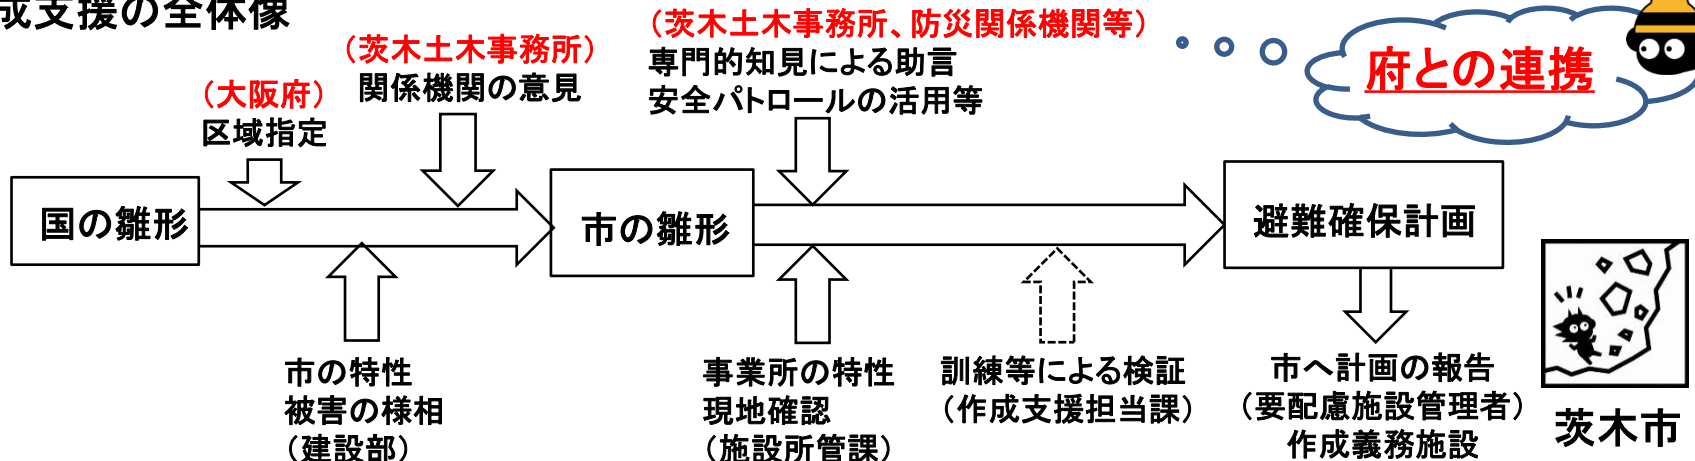 成支援の全体像
(大阪府)
区域指定
(茨木土木事務所)
関係機関の意見
(茨木土木事務所、防災関係機関等)
専門的知見による助言
安全パトロールの活用等
府との連携
国の雛形
市の雛形
避難確保計画
市の特性
被害の様相
(建設部)
事業所の特性
現地確認
(施設所管課)
訓練等による検証
(作成支援担当課)
市へ計画の報告
(要配慮施設管理者)
作成義務施設
茨木市